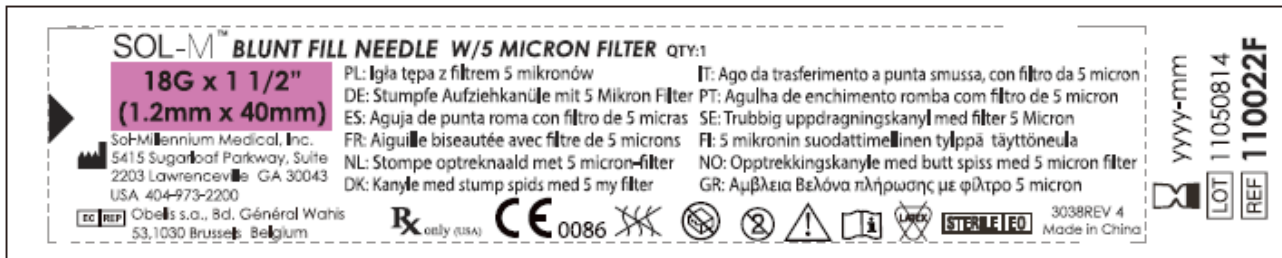 SOL-M™ BLUNT FILL NEEDLE W/5 MICRON FILTER QTY:1
18G x 1 1/2"
(1.2mm x 40mm)
Sol-Millennium Medical, Inc.
5415 Sugarloaf Parkway, Suite
2203 Lawrenceville GA 30043
USA 404-973-2200
EC REP Obelis s.a., Bd. Général Wahis
53,1030 Brussels Belgium
PL: Igła tępa z filtrem 5 mikronów
DE: Stumpfe Aufziehkanüle mit 5 Mikron Filter
ES: Aguja de punta roma con filtro de 5 micras
FR: Aiguille biseautée avec filtre de 5 microns
NL: Stompe optreknaald met 5 micron-filter
DK: Kanyle med stump spids med 5 my filter
IT: Ago da trasferimento a punta smussa, con filtro da 5 micron
PT: Agulha de enchimento romba com filtro de 5 micron
SE: Trubbig uppdragningskanyl med filter 5 Micron
FI: 5 mikronin suodattimellinen tylppä täyttöneula
NO: Opptrekkingskanyle med butt spiss med 5 micron filter
GR: Αμβλεια Βελόνα πλήρωσης με φίλτρο 5 micron
Rx only (USA)
CE 0086
2
LATEX
STERILE EO
3038REV 4
Made in China
yyyy-mm
LOT 11050814
REF 110022F